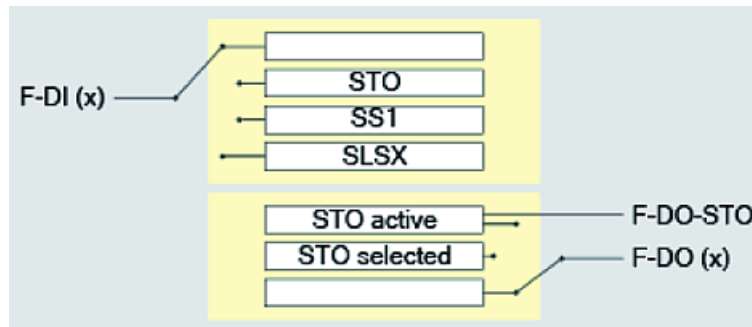 F-DI (x)
STO
SS1
SLSX
STO active
F-DO-STO
STO selected
F-DO (x)